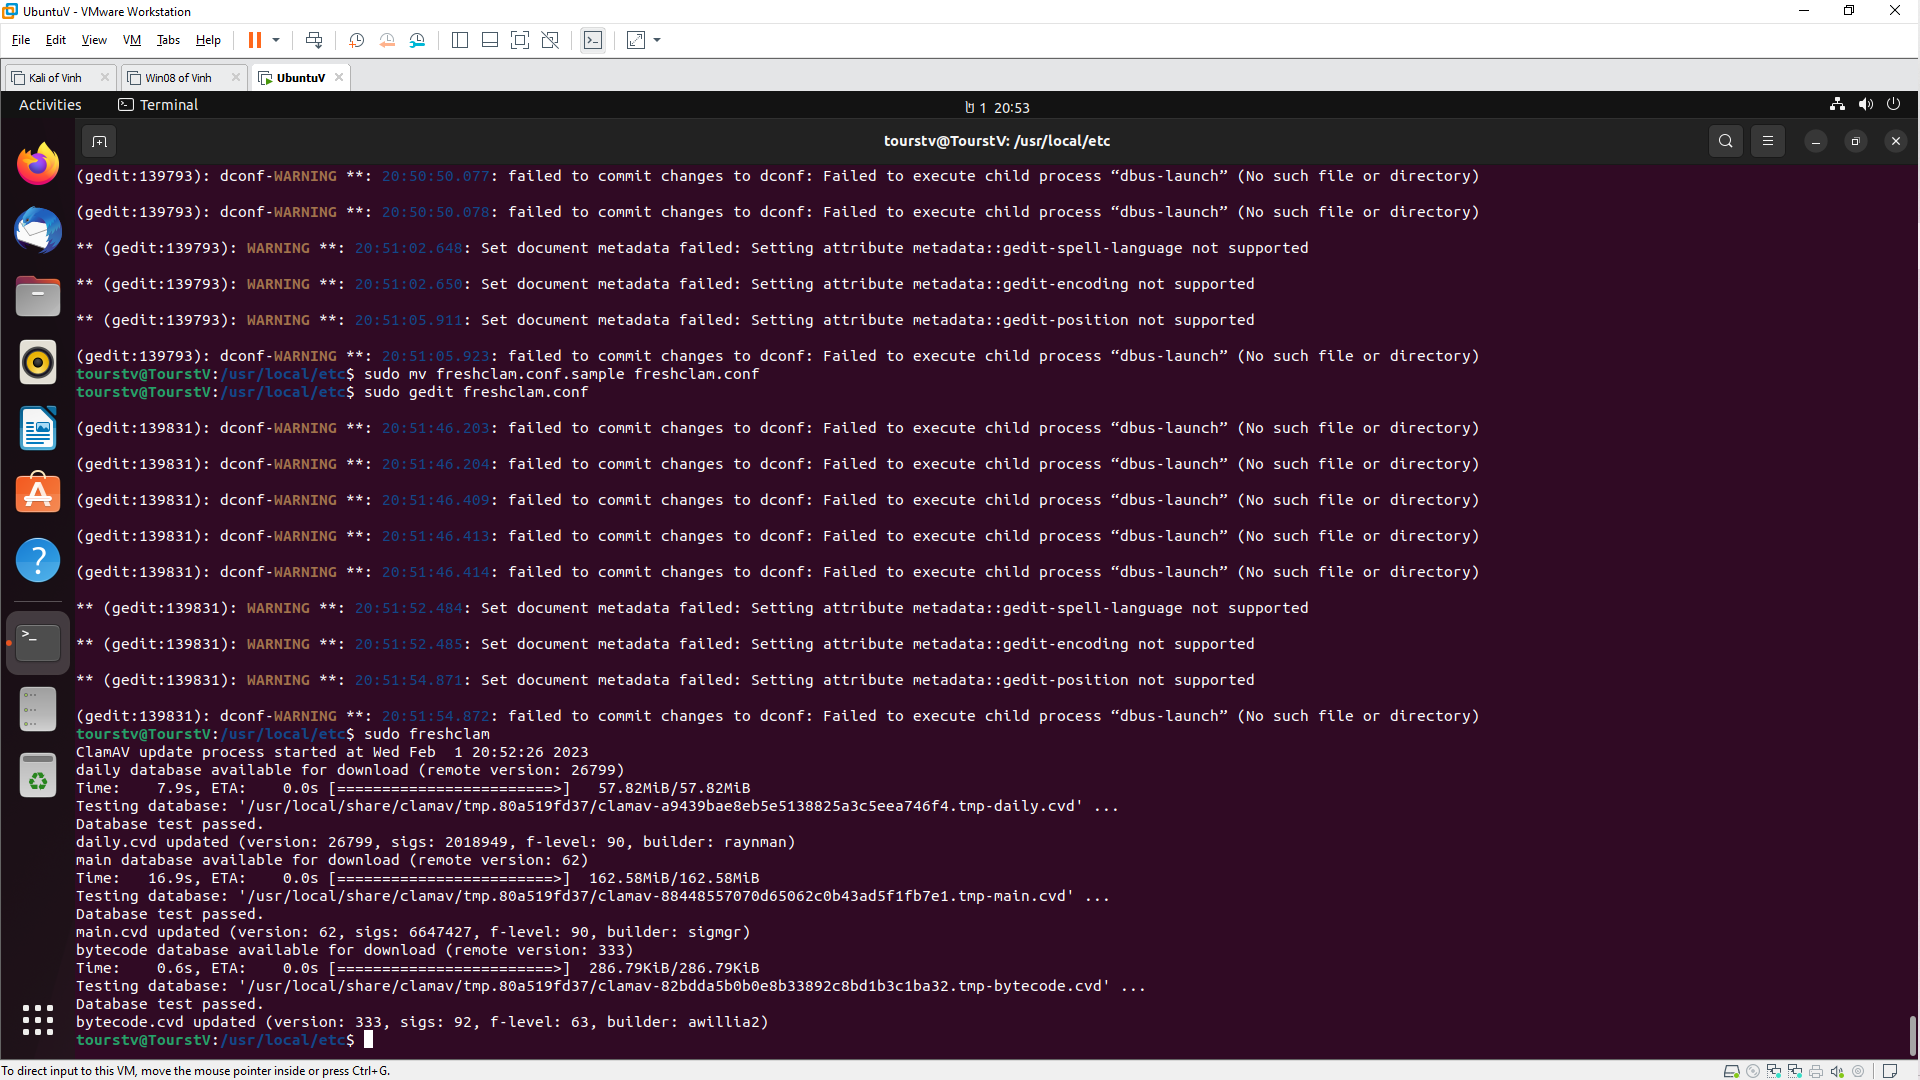 UbuntuV - VMware Workstation
File Edit View VM Tabs Help
Kali of Vinh Win08 of Vinh UbuntuV
Activities Terminal 1 20:53
tourstv@TourstV: /usr/local/etc
(gedit:139793): dconf-WARNING **: 20:50:50.077: failed to commit changes to dconf: Failed to execute child process “dbus-launch” (No such file or directory)
(gedit:139793): dconf-WARNING **: 20:50:50.078: failed to commit changes to dconf: Failed to execute child process “dbus-launch” (No such file or directory)
** (gedit:139793): WARNING **: 20:51:02.648: Set document metadata failed: Setting attribute metadata::gedit-spell-language not supported
** (gedit:139793): WARNING **: 20:51:02.650: Set document metadata failed: Setting attribute metadata::gedit-encoding not supported
** (gedit:139793): WARNING **: 20:51:05.911: Set document metadata failed: Setting attribute metadata::gedit-position not supported
(gedit:139793): dconf-WARNING **: 20:51:05.923: failed to commit changes to dconf: Failed to execute child process “dbus-launch” (No such file or directory)
tourstv@TourstV:/usr/local/etc$ sudo mv freshclam.conf.sample freshclam.conf
tourstv@TourstV:/usr/local/etc$ sudo gedit freshclam.conf
(gedit:139831): dconf-WARNING **: 20:51:46.203: failed to commit changes to dconf: Failed to execute child process “dbus-launch” (No such file or directory)
(gedit:139831): dconf-WARNING **: 20:51:46.204: failed to commit changes to dconf: Failed to execute child process “dbus-launch” (No such file or directory)
(gedit:139831): dconf-WARNING **: 20:51:46.409: failed to commit changes to dconf: Failed to execute child process “dbus-launch” (No such file or directory)
(gedit:139831): dconf-WARNING **: 20:51:46.413: failed to commit changes to dconf: Failed to execute child process “dbus-launch” (No such file or directory)
(gedit:139831): dconf-WARNING **: 20:51:46.414: failed to commit changes to dconf: Failed to execute child process “dbus-launch” (No such file or directory)
** (gedit:139831): WARNING **: 20:51:52.484: Set document metadata failed: Setting attribute metadata::gedit-spell-language not supported
** (gedit:139831): WARNING **: 20:51:52.485: Set document metadata failed: Setting attribute metadata::gedit-encoding not supported
** (gedit:139831): WARNING **: 20:51:54.871: Set document metadata failed: Setting attribute metadata::gedit-position not supported
(gedit:139831): dconf-WARNING **: 20:51:54.872: failed to commit changes to dconf: Failed to execute child process “dbus-launch” (No such file or directory)
tourstv@TourstV:/usr/local/etc$ sudo freshclam
ClamAV update process started at Wed Feb  1 20:52:26 2023
daily database available for download (remote version: 26799)
Time:    7.9s, ETA:    0.0s [========================>]   57.82MiB/57.82MiB
Testing database: '/usr/local/share/clamav/tmp.80a519fd37/clamav-a9439bae8eb5e5138825a3c5eea746f4.tmp-daily.cvd' ...
Database test passed.
daily.cvd updated (version: 26799, sigs: 2018949, f-level: 90, builder: raynman)
main database available for download (remote version: 62)
Time:   16.9s, ETA:    0.0s [========================>]  162.58MiB/162.58MiB
Testing database: '/usr/local/share/clamav/tmp.80a519fd37/clamav-88448557070d65062c0b43ad5f1fb7e1.tmp-main.cvd' ...
Database test passed.
main.cvd updated (version: 62, sigs: 6647427, f-level: 90, builder: sigmgr)
bytecode database available for download (remote version: 333)
Time:    0.6s, ETA:    0.0s [========================>]  286.79KiB/286.79KiB
Testing database: '/usr/local/share/clamav/tmp.80a519fd37/clamav-82bdda5b0b0e8b33892c8bd1b3c1ba32.tmp-bytecode.cvd' ...
Database test passed.
bytecode.cvd updated (version: 333, sigs: 92, f-level: 63, builder: awillia2)
tourstv@TourstV:/usr/local/etc$
To direct input to this VM, move the mouse pointer inside or press Ctrl+G.